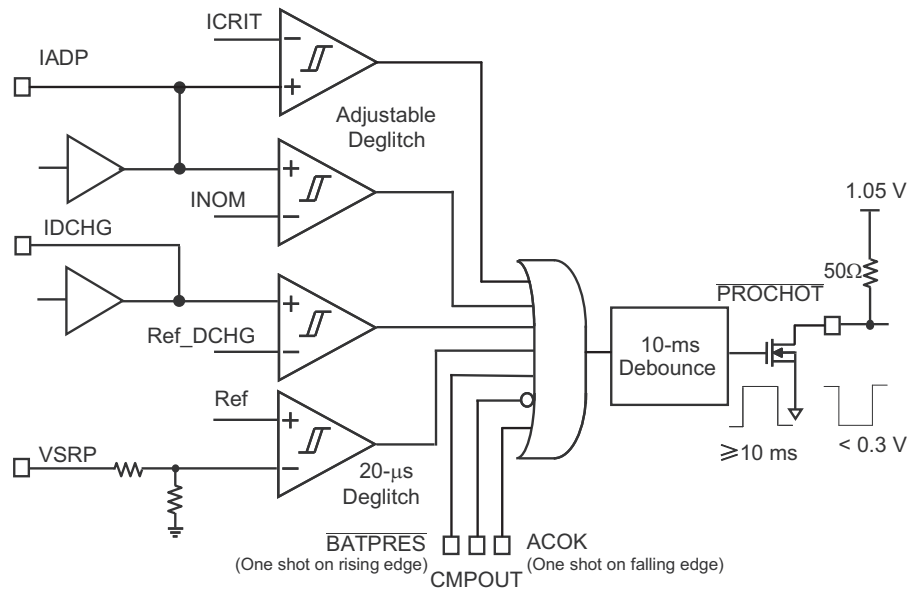 ICRIT
IADP
Adjustable
Deglitch
INOM
1.05 V
IDCHG
50Ω
PROCHOT
Ref_DCHG
10-ms
Debounce
Ref
≥10 ms
< 0.3 V
VSRP
20-μs
Deglitch
BATPRES
ACOK
(One shot on rising edge)
(One shot on falling edge)
CMPOUT